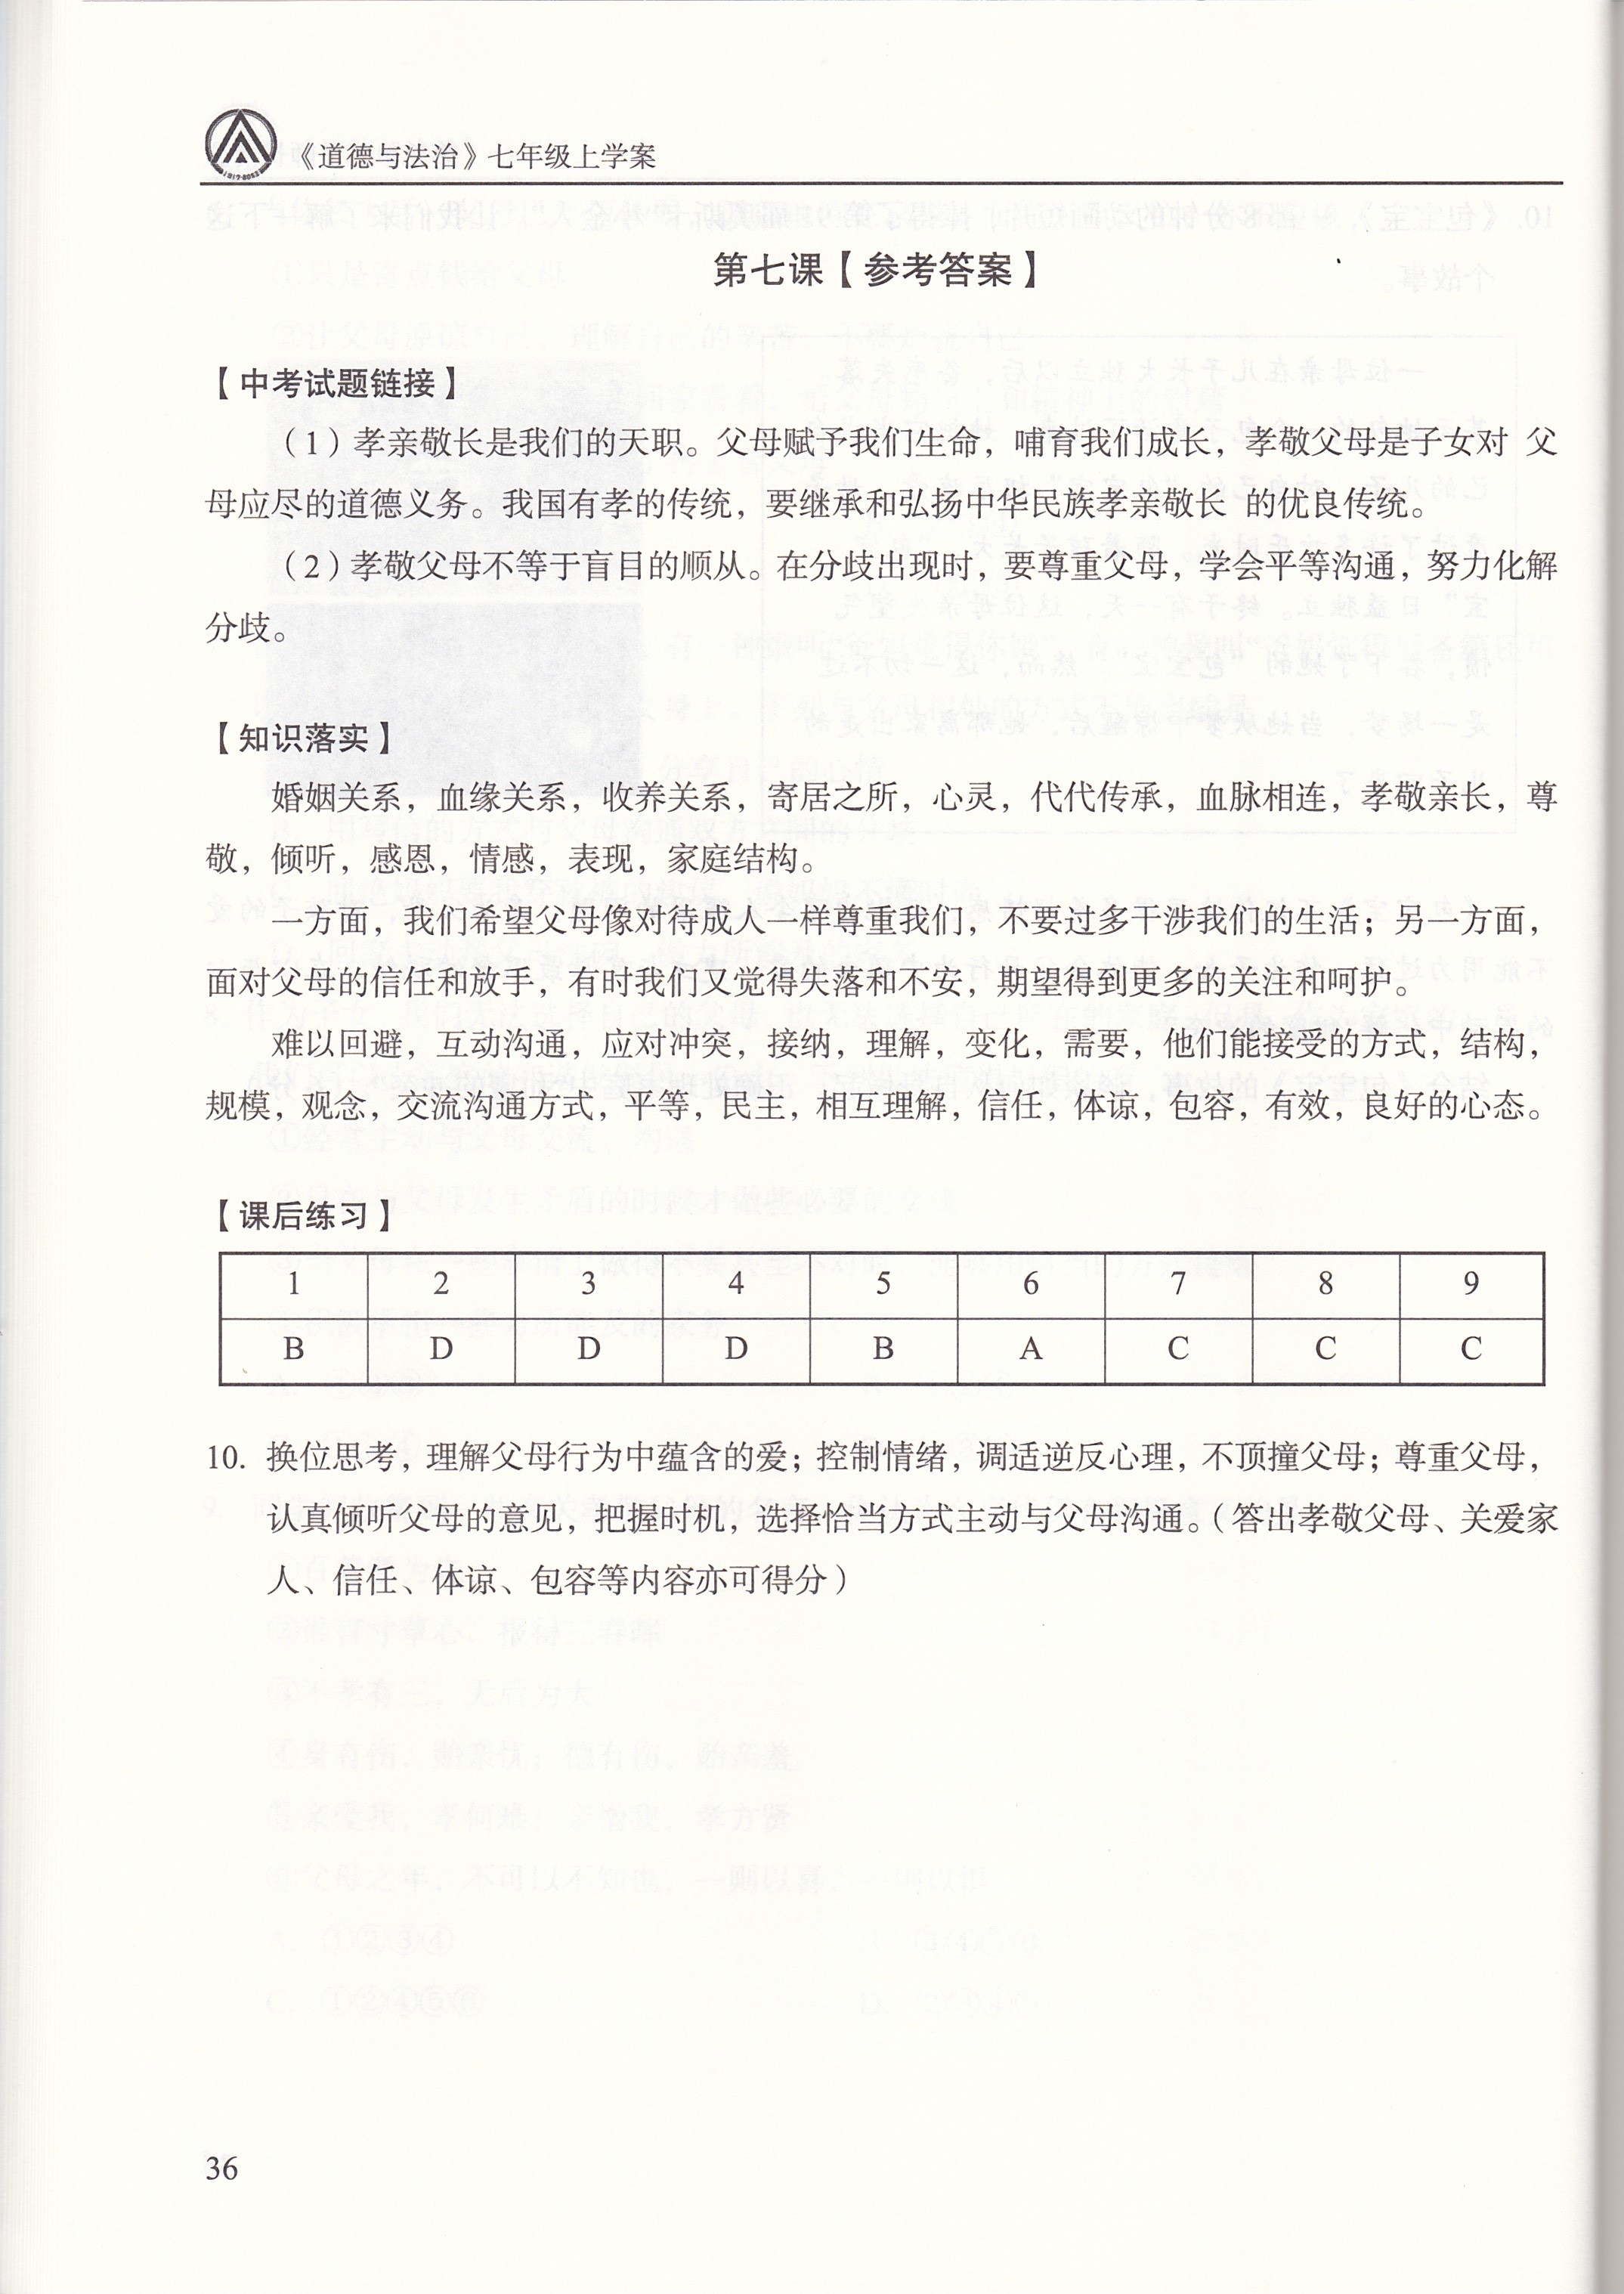 《道德与法治》七年级上学案
第七课【参考答案】
【中考试题链接】
（1）孝亲敬长是我们的天职。父母赋予我们生命，哺育我们成长，孝敬父母是子女对 父
母应尽的道德义务。我国有孝的传统，要继承和弘扬中华民族孝亲敬长 的优良传统。
（2）孝敬父母不等于盲目的顺从。在分歧出现时，要尊重父母，学会平等沟通，努力化解
分歧。
【知识落实】
婚姻关系，血缘关系，收养关系，寄居之所，心灵，代代传承，血脉相连，孝敬亲长，尊
敬，倾听，感恩，情感，表现，家庭结构。
一方面，我们希望父母像对待成人一样尊重我们，不要过多干涉我们的生活；另一方面，
面对父母的信任和放手，有时我们又觉得失落和不安，期望得到更多的关注和呵护。
难以回避，互动沟通，应对冲突，接纳，理解，变化，需要，他们能接受的方式，结构，
规模，观念，交流沟通方式，平等，民主，相互理解，信任，体谅，包容，有效，良好的心态。
【课后练习】
1 2 3 4 5 6 7 8 9
B D D D B A C C C
10. 换位思考，理解父母行为中蕴含的爱；控制情绪，调适逆反心理，不顶撞父母；尊重父母，
认真倾听父母的意见，把握时机，选择恰当方式主动与父母沟通。（答出孝敬父母、关爱家
人、信任、体谅、包容等内容亦可得分）
36